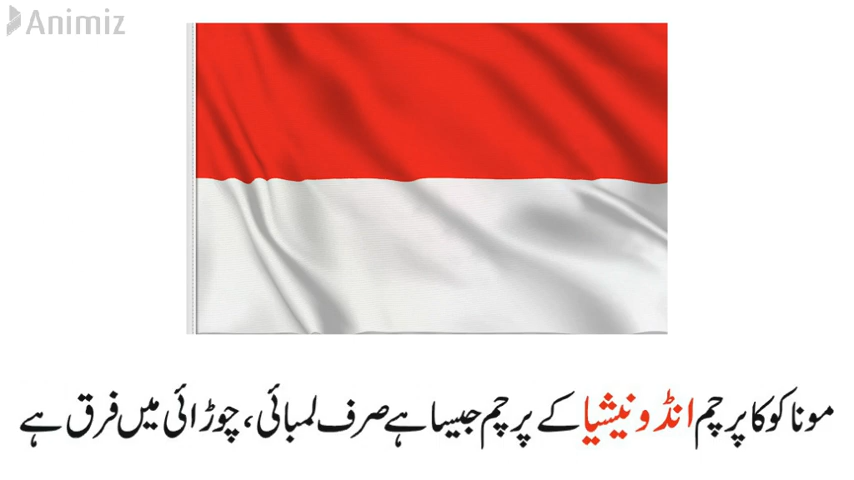 Animiz
موناکو کا پرچم انڈونیشیا کے پرچم جیسا ہے صرف لمبائی، چوڑائی میں فرق ہے